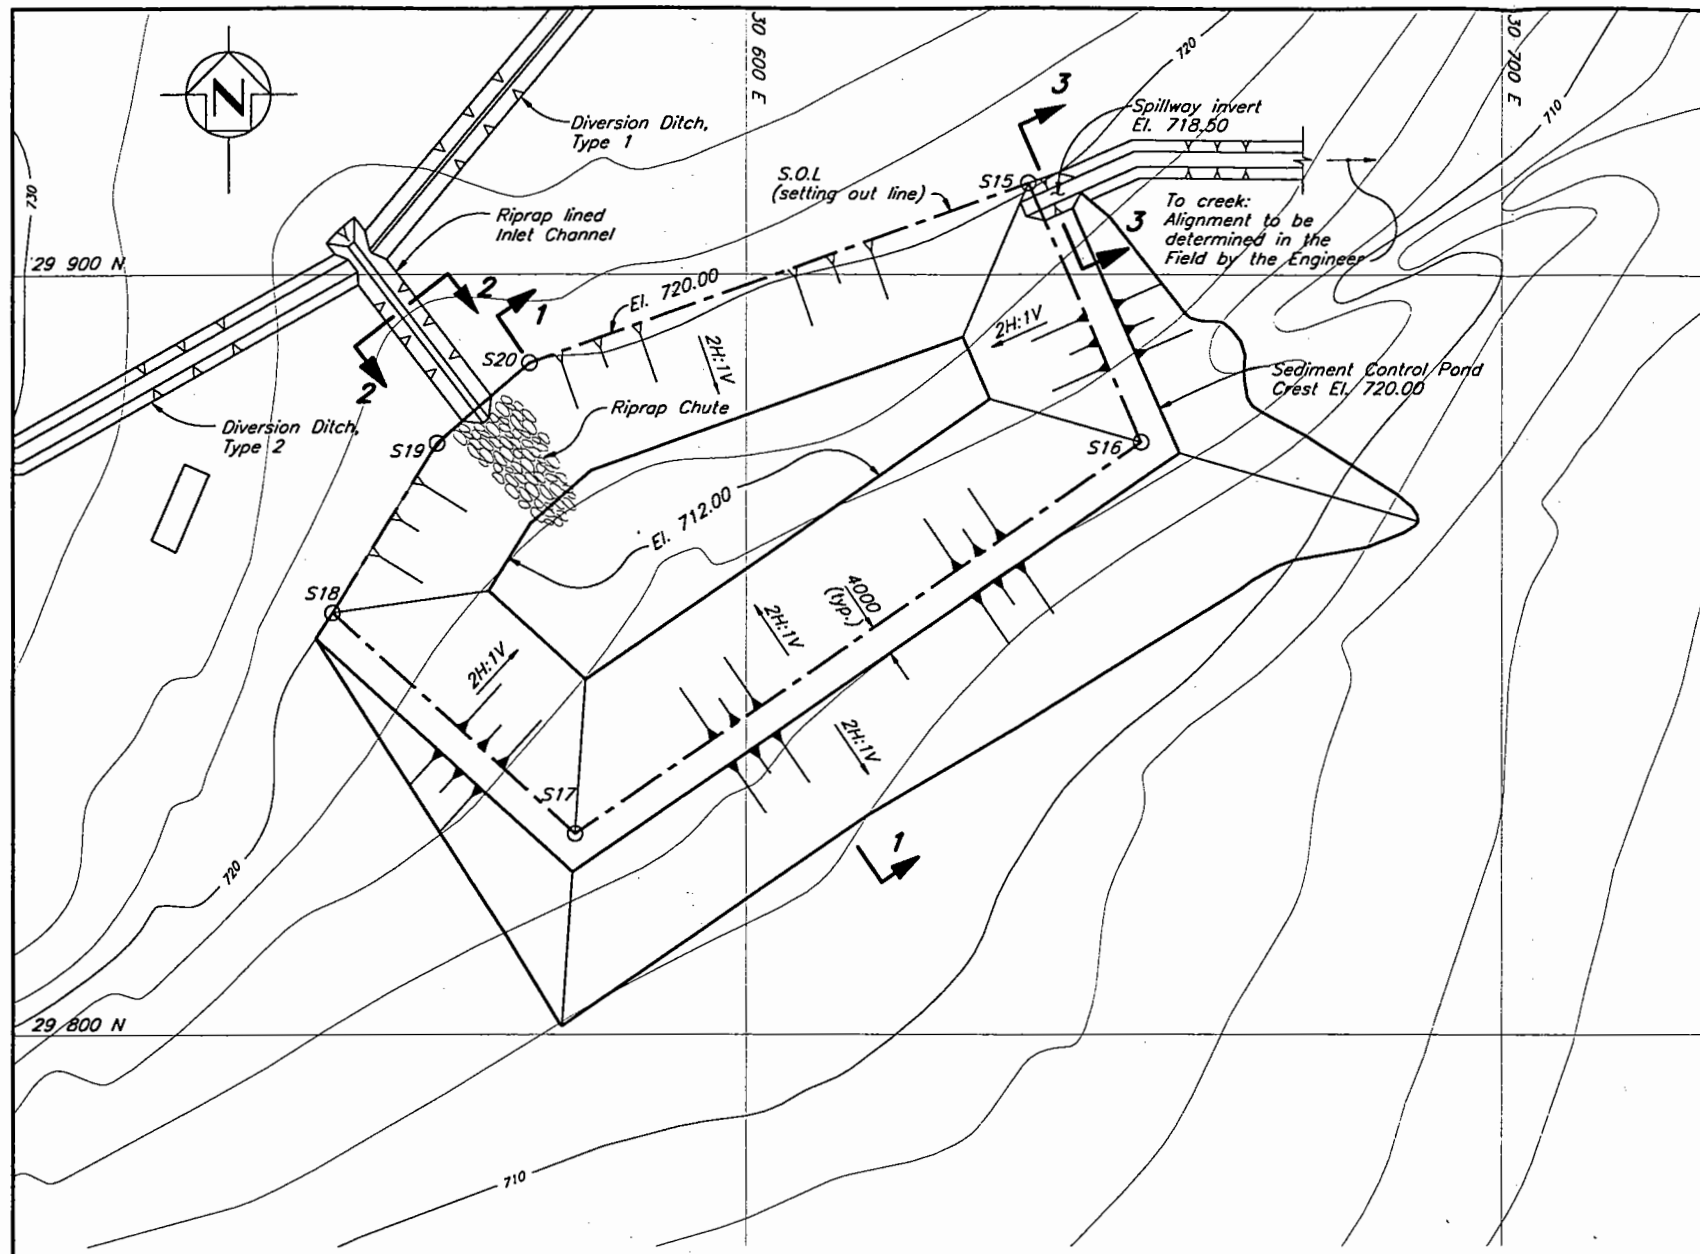 30 600 E
30 700 E
720
710
730
N
3
Spillway invert
El. 718.50
Diversion Ditch,
Type 1
S.O.L
(setting out line)
S15
Riprap lined
Inlet Channel
3
To creek:
Alignment to be
determined in the
Field by the Engineer
29 900 N
2
1
El. 720.00
S20
2H:1V
2H:1V
2
Sediment Control Pond
Crest El. 720.00
Riprap Chute
Diversion Ditch,
Type 2
S19
S16
El. 712.00
S18
4000
(typ.)
2H:1V
2H:1V
2H:1V
S17
1
720
29 800 N
710